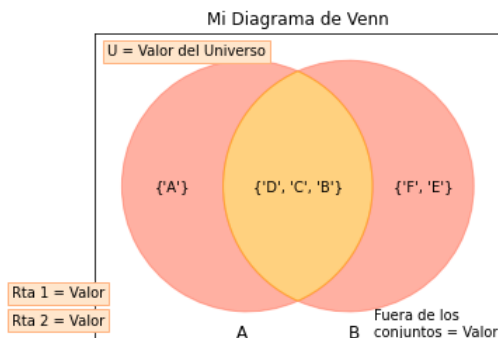 Mi Diagrama de Venn
U = Valor del Universo
{'A'}
{'D', 'C', 'B'}
{'F', 'E'}
Rta 1 = Valor
Rta 2 = Valor
A
B
Fuera de los
conjuntos = Valor